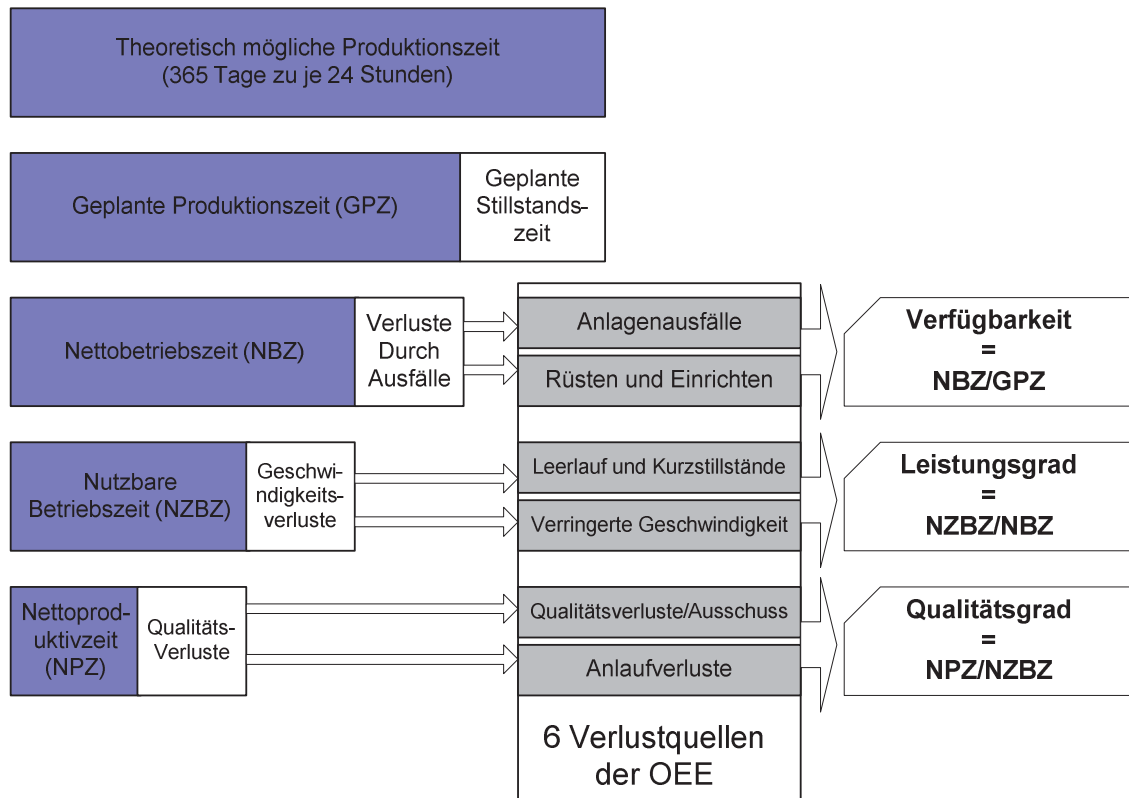 Theoretisch mögliche Produktionszeit
(365 Tage zu je 24 Stunden)
Geplante Produktionszeit (GPZ)
Geplante
Stillstands-
zeit
Nettobetriebszeit (NBZ)
Verluste
Durch
Ausfälle
Anlagenausfälle
Rüsten und Einrichten
Verfügbarkeit
=
NBZ/GPZ
Nutzbare
Betriebszeit (NZBZ)
Geschwi-
ndigkeits-
verluste
Leerlauf und Kurzstillstände
Verringerte Geschwindigkeit
Leistungsgrad
=
NZBZ/NBZ
Nettoprod-
uktivzeit
(NPZ)
Qualitäts-
Verluste
Qualitätsverluste/Ausschuss
Anlaufverluste
Qualitätsgrad
=
NPZ/NZBZ
6 Verlustquellen
der OEE